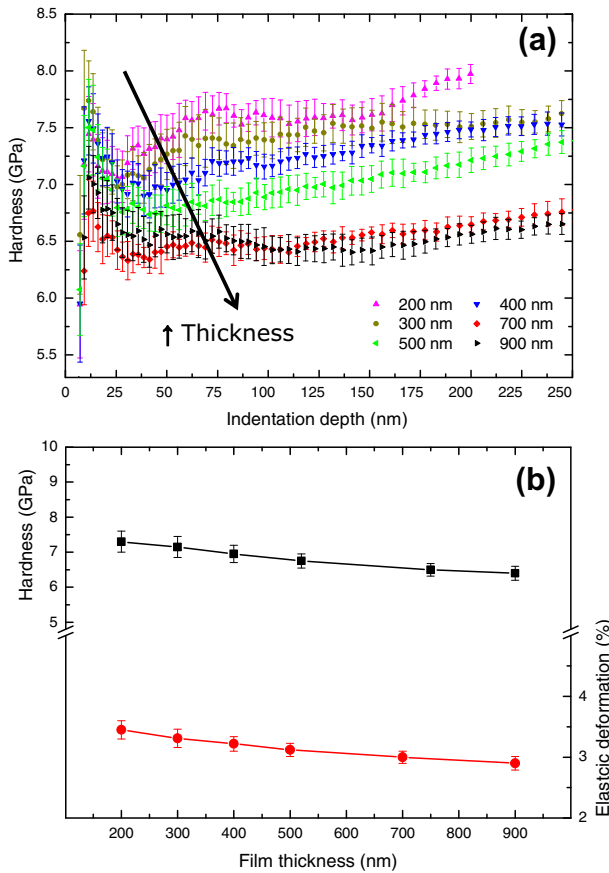 (a)
Hardness (GPa)
8.5
8.0
7.5
7.0
6.5
6.0
5.5
↑ Thickness
200 nm
400 nm
300 nm
700 nm
500 nm
900 nm
0 25 50 75 100 125 150 175 200 225 250
Indentation depth (nm)
(b)
Hardness (GPa)
10
9
8
7
6
5
4
3
2
Elastcic deformation (%)
200 300 400 500 600 700 800 900
Film thickness (nm)